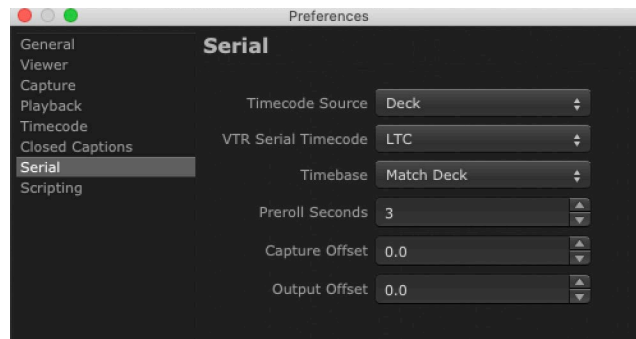 Preferences
General
Viewer
Capture
Playback
Timecode
Closed Captions
Serial
Scripting
Serial
Timecode Source Deck
VTR Serial Timecode LTC
Timebase Match Deck
Preroll Seconds 3
Capture Offset 0.0
Output Offset 0.0